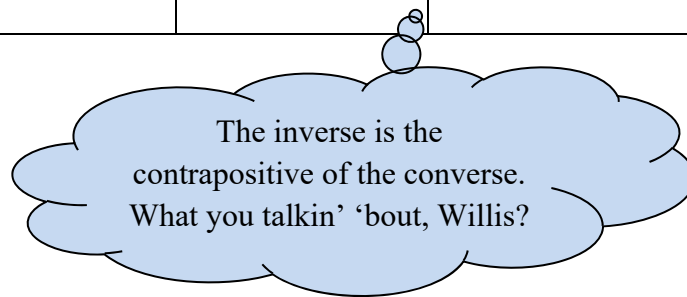 The inverse is the
contrapositive of the converse.
What you talkin’ ‘bout, Willis?